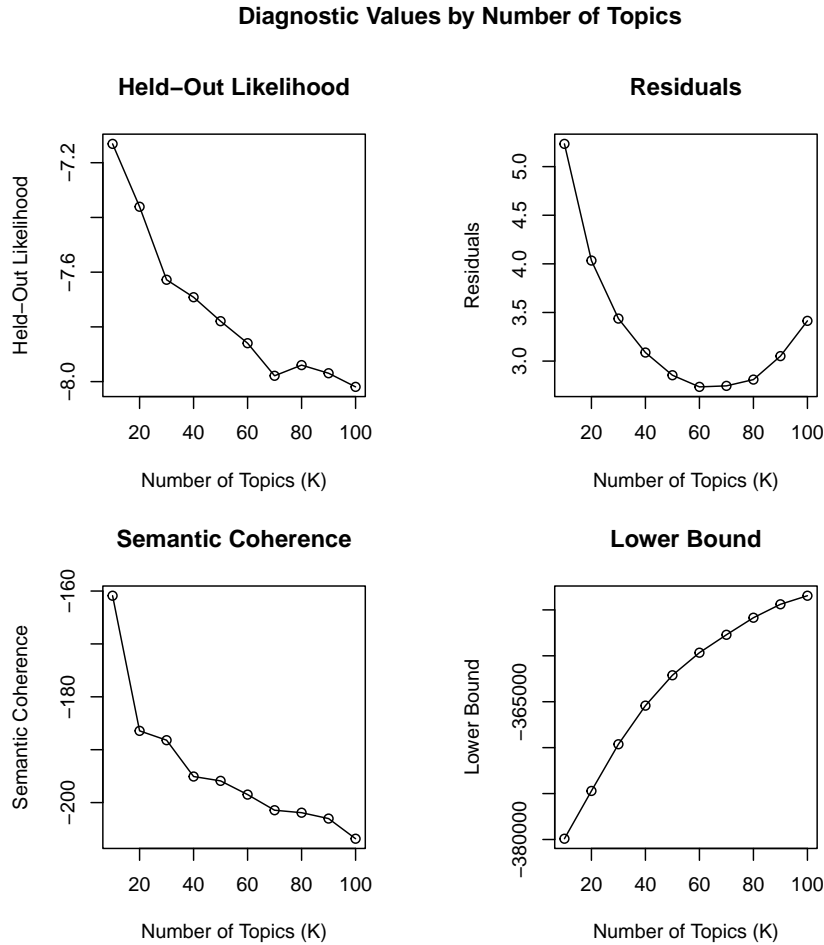 Diagnostic Values by Number of Topics
Held−Out Likelihood
Held−Out Likelihood
−7.2
−7.6
−8.0
20 40 60 80 100
Number of Topics (K)
Residuals
Residuals
5.0
4.5
4.0
3.5
3.0
20 40 60 80 100
Number of Topics (K)
Semantic Coherence
Semantic Coherence
−160
−180
−200
20 40 60 80 100
Number of Topics (K)
Lower Bound
Lower Bound
−365000
−380000
20 40 60 80 100
Number of Topics (K)